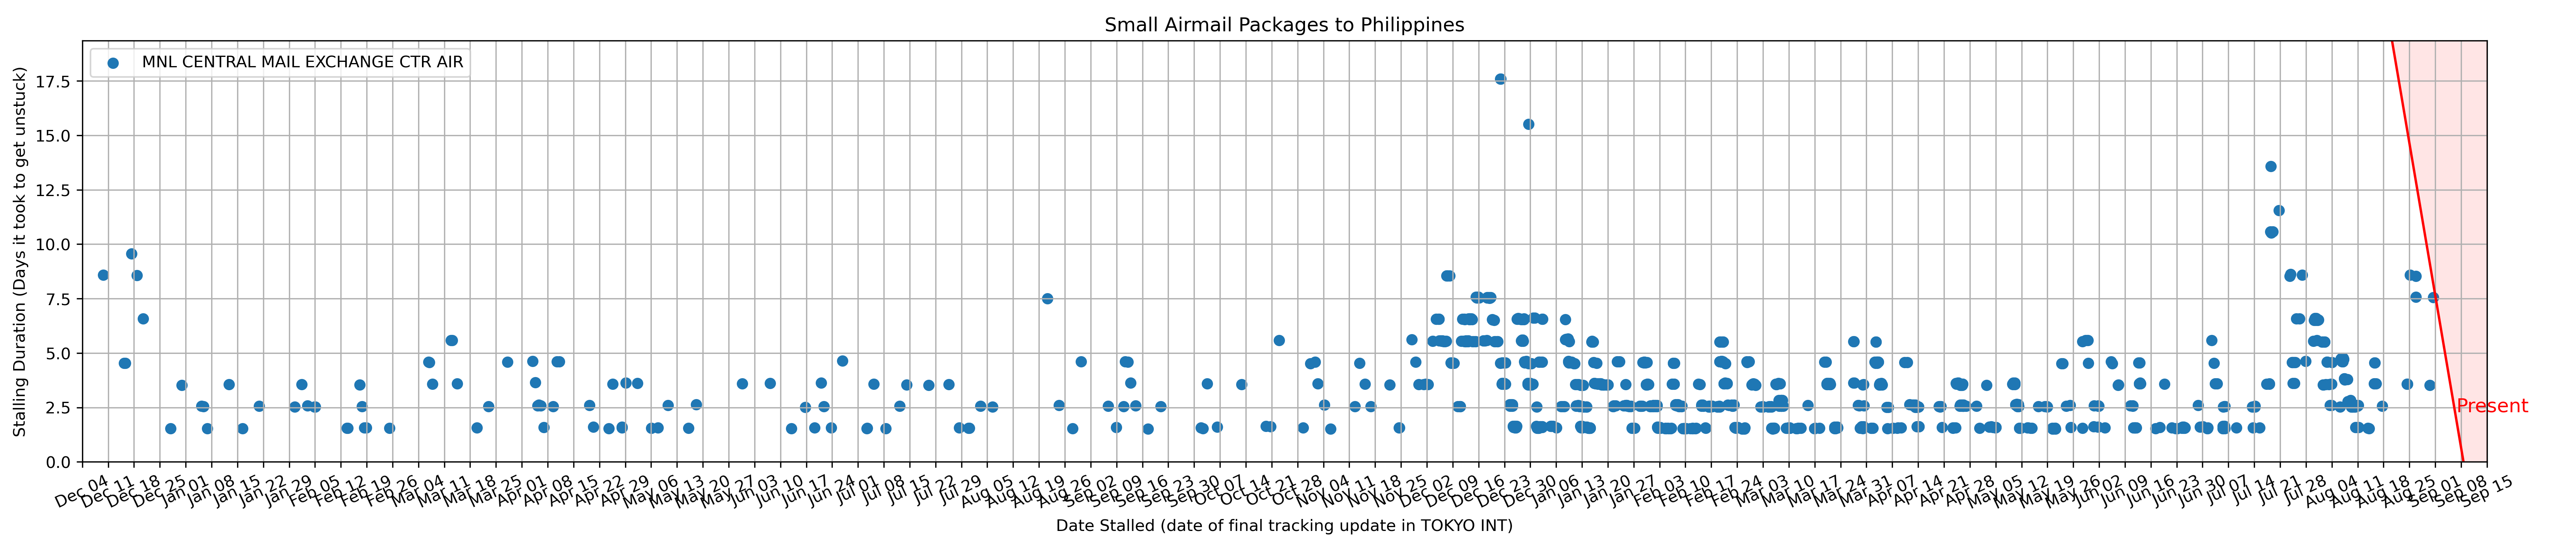 Small Airmail Packages to Philippines
MNL CENTRAL MAIL EXCHANGE CTR AIR
Stalling Duration (Days it took to get unstuck)
17.5
15.0
12.5
10.0
7.5
5.0
2.5
0.0
Present
Dec 04 Dec 11 Dec 18 Dec 25 Jan 01 Jan 08 Jan 15 Jan 22 Jan 29 Feb 05 Feb 12 Feb 19 Feb 26 Mar 04 Mar 11 Mar 18 Mar 25 Apr 01 Apr 08 Apr 15 Apr 22 Apr 29 May 06 May 13 May 20 May 27 Jun 03 Jun 10 Jun 17 Jun 24 Jul 01 Jul 08 Jul 15 Jul 22 Jul 29 Aug 05 Aug 12 Aug 19 Aug 26 Sep 02 Sep 09 Sep 16 Sep 23 Sep 30 Oct 07 Oct 14 Oct 21 Oct 28 Nov 04 Nov 11 Nov 18 Nov 25 Dec 02 Dec 09 Dec 16 Dec 23 Dec 30 Jan 06 Jan 13 Jan 20 Jan 27 Feb 03 Feb 10 Feb 17 Feb 24 Mar 03 Mar 10 Mar 17 Mar 24 Mar 31 Apr 07 Apr 14 Apr 21 Apr 28 May 05 May 12 May 19 May 26 Jun 02 Jun 09 Jun 16 Jun 23 Jun 30 Jul 07 Jul 14 Jul 21 Jul 28 Aug 04 Aug 11 Aug 18 Aug 25 Sep 01 Sep 08 Sep 15
Date Stalled (date of final tracking update in TOKYO INT)